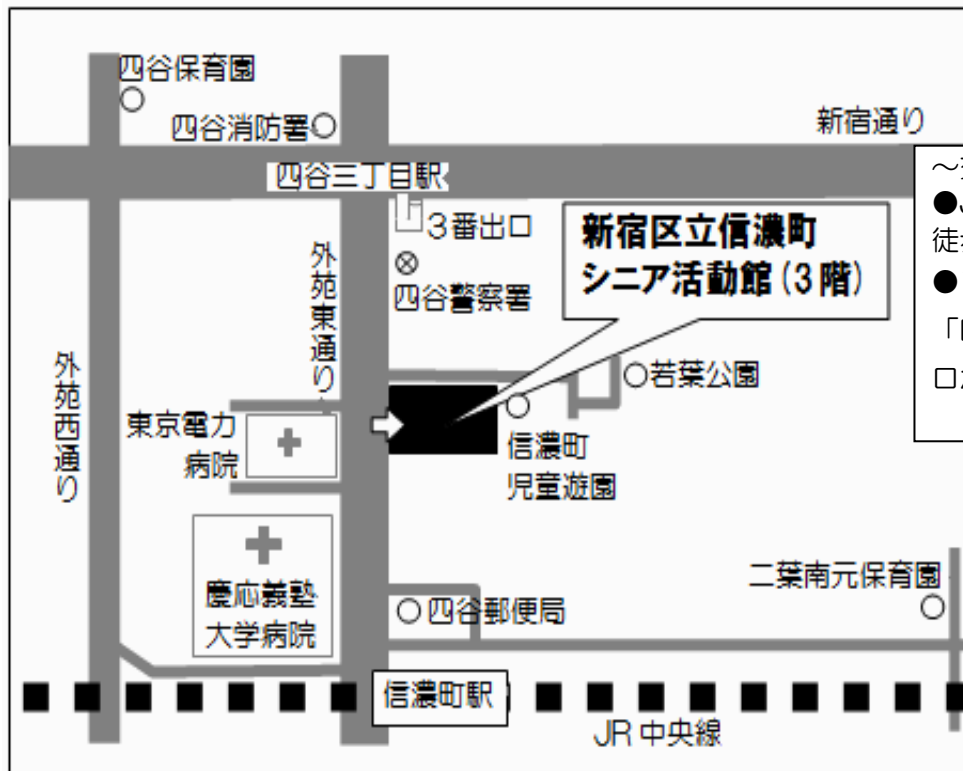 四谷保育園
四谷消防署
新宿通り
四谷三丁目駅
3番出口
新宿区立信濃町
シニア活動館(3階)
外苑東通り
四谷警察署
外苑西通り
若葉公園
東京電力
病院
信濃町
児童遊園
慶応義塾
大学病院
二葉南元保育園
四谷郵便局
信濃町駅
JR中央線